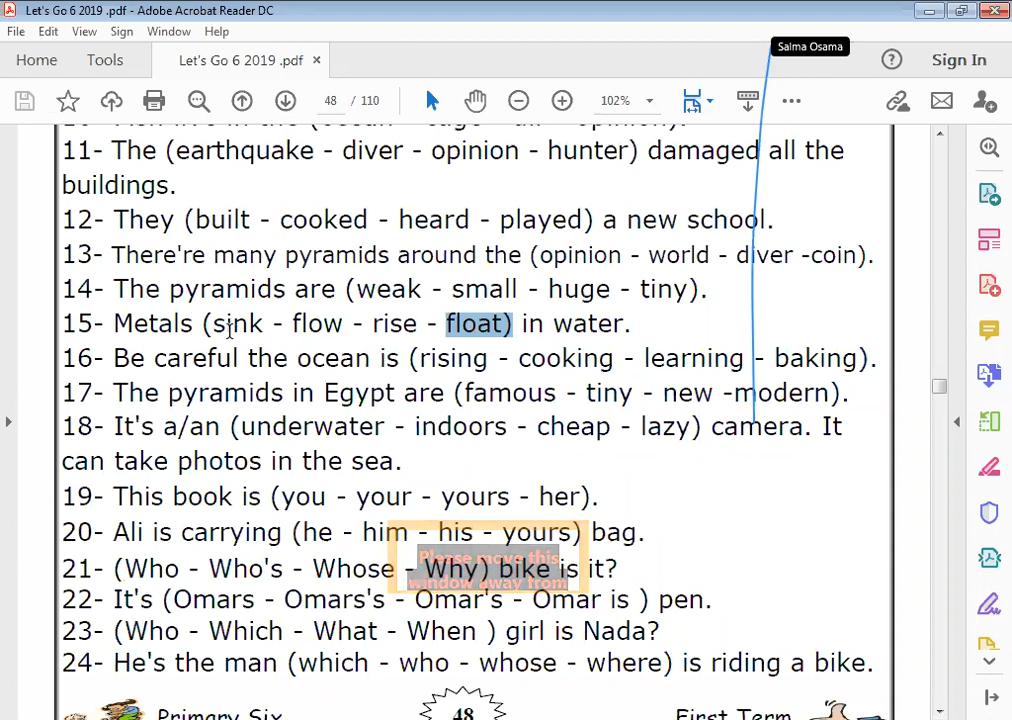 Let's Go 6 2019 .pdf - Adobe Acrobat Reader DC
File Edit View Sign Window Help
Home Tools Let's Go 6 2019 .pdf × Sign In
Salma Osama
48 / 110 102%
11- The (earthquake - diver - opinion - hunter) damaged all the
buildings.
12- They (built - cooked - heard - played) a new school.
13- There're many pyramids around the (opinion - world - diver -coin).
14- The pyramids are (weak - small - huge - tiny).
15- Metals (sink - flow - rise - float) in water.
16- Be careful the ocean is (rising - cooking - learning - baking).
17- The pyramids in Egypt are (famous - tiny - new -modern).
18- It's a/an (underwater - indoors - cheap - lazy) camera. It
can take photos in the sea.
19- This book is (you - your - yours - her).
20- Ali is carrying (he - him - his - yours) bag.
Please move this
21- (Who - Who's - Whose - Why) bike is it?
window away from
22- It's (Omars - Omars's - Omar's - Omar is ) pen.
23- (Who - Which - What - When ) girl is Nada?
24- He's the man (which - who - whose - where) is riding a bike.
Primary Six 48 First Term